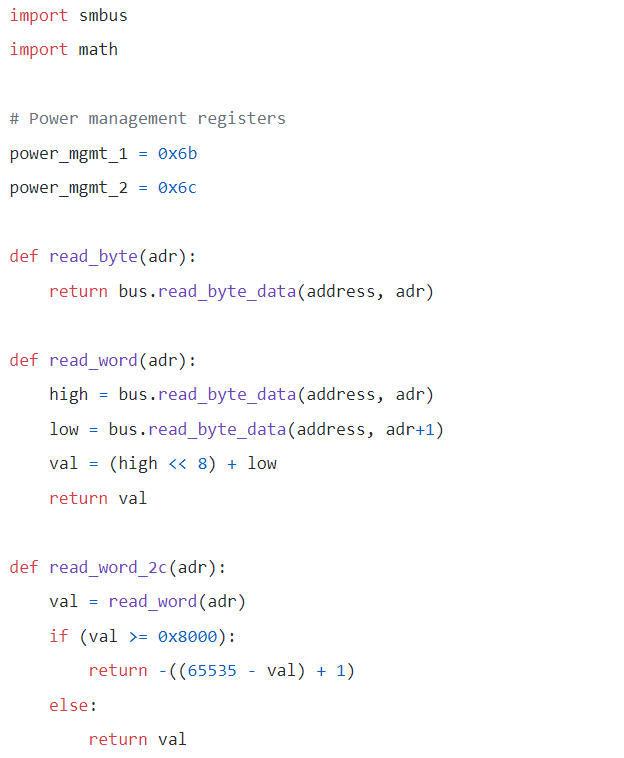 import smbus
import math
# Power management registers
power_mgmt_1 = 0x6b
power_mgmt_2 = 0x6c
def read_byte(adr):
    return bus.read_byte_data(address, adr)
def read_word(adr):
    high = bus.read_byte_data(address, adr)
    low = bus.read_byte_data(address, adr+1)
    val = (high << 8) + low
    return val
def read_word_2c(adr):
    val = read_word(adr)
    if (val >= 0x8000):
        return -((65535 - val) + 1)
    else:
        return val